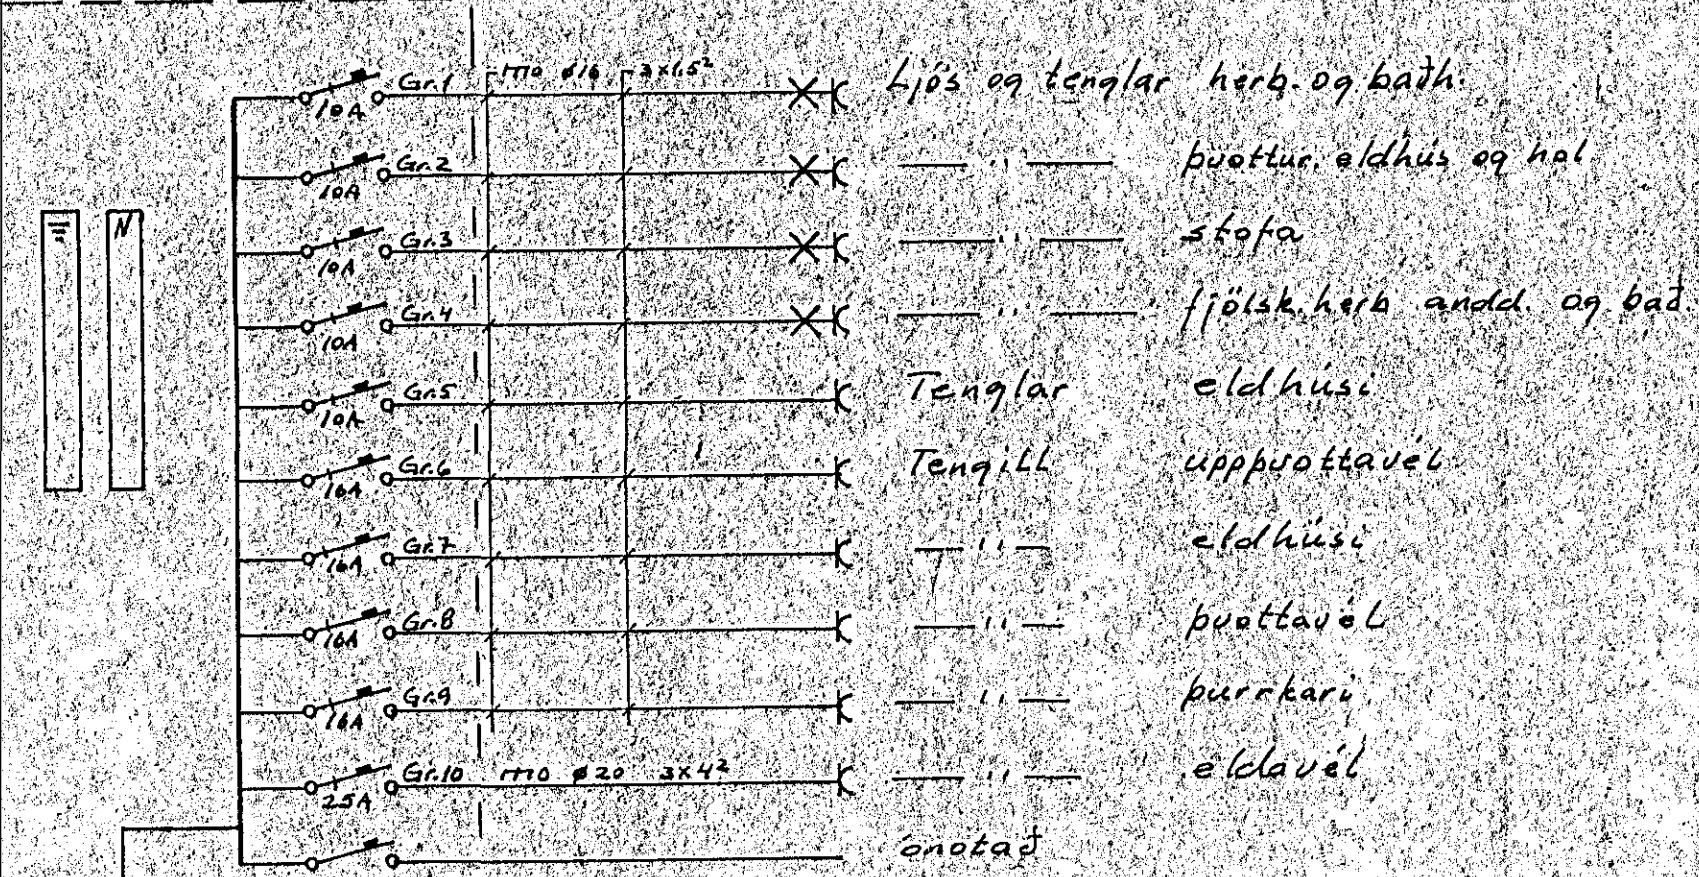 Gr.1 m0 ø16 3x1.5² Ljós og tenglar herb. og baðh.
10A
Gr.2 — " — þvottur. eldhús og hol
10A
N
Gr.3 — " — stofa
10A
Gr.4 — " — fjölsk.herb andd. og bað.
10A
Gr.5 Tenglar eldhúsi
10A
Gr.6 Tengill uppþvottavél
16A
Gr.7 — " — eldhúsi
16A
Gr.8 — " — þvottavél
16A
Gr.9 — " — þurrkari
16A
Gr.10 m0 ø20 3x4² — " — eldavél
25A
ónotað